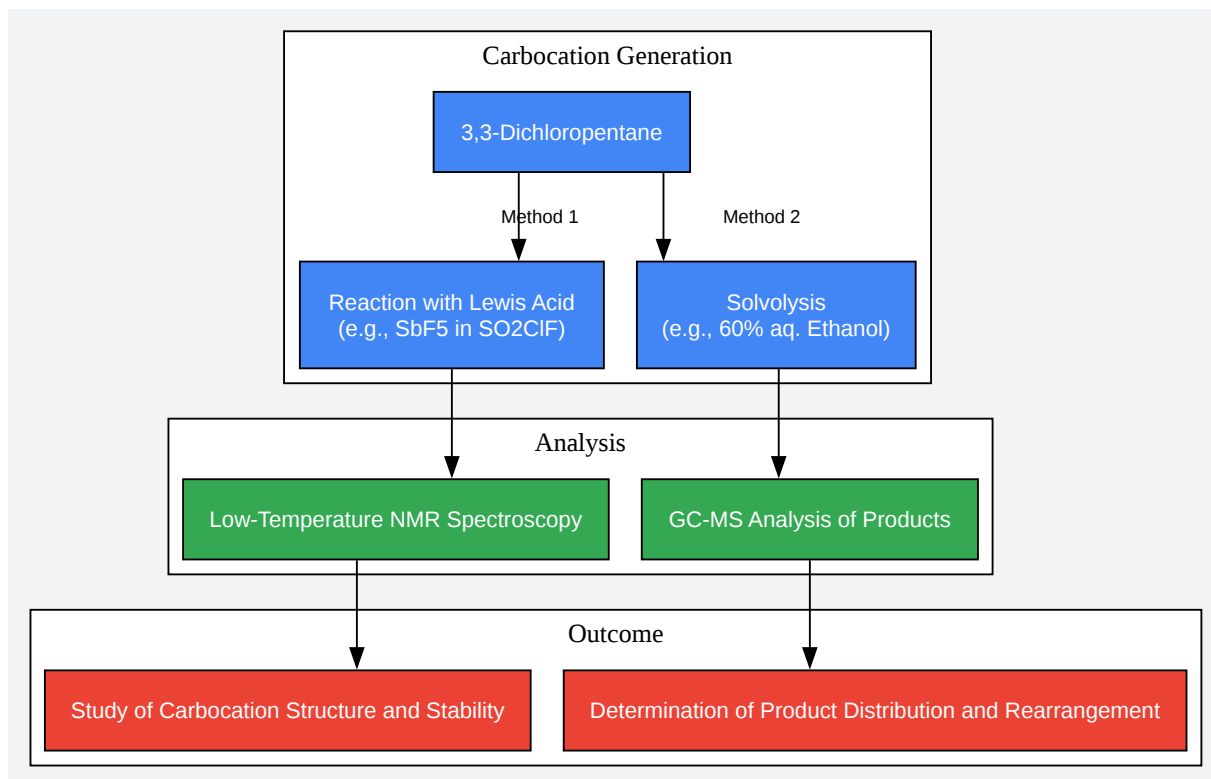 Carbocation Generation
3,3-Dichloropentane
Method 1
Method 2
Reaction with Lewis Acid
(e.g., SbF5 in SO2ClF)
Solvolysis
(e.g., 60% aq. Ethanol)
Analysis
Low-Temperature NMR Spectroscopy
GC-MS Analysis of Products
Outcome
Study of Carbocation Structure and Stability
Determination of Product Distribution and Rearrangement